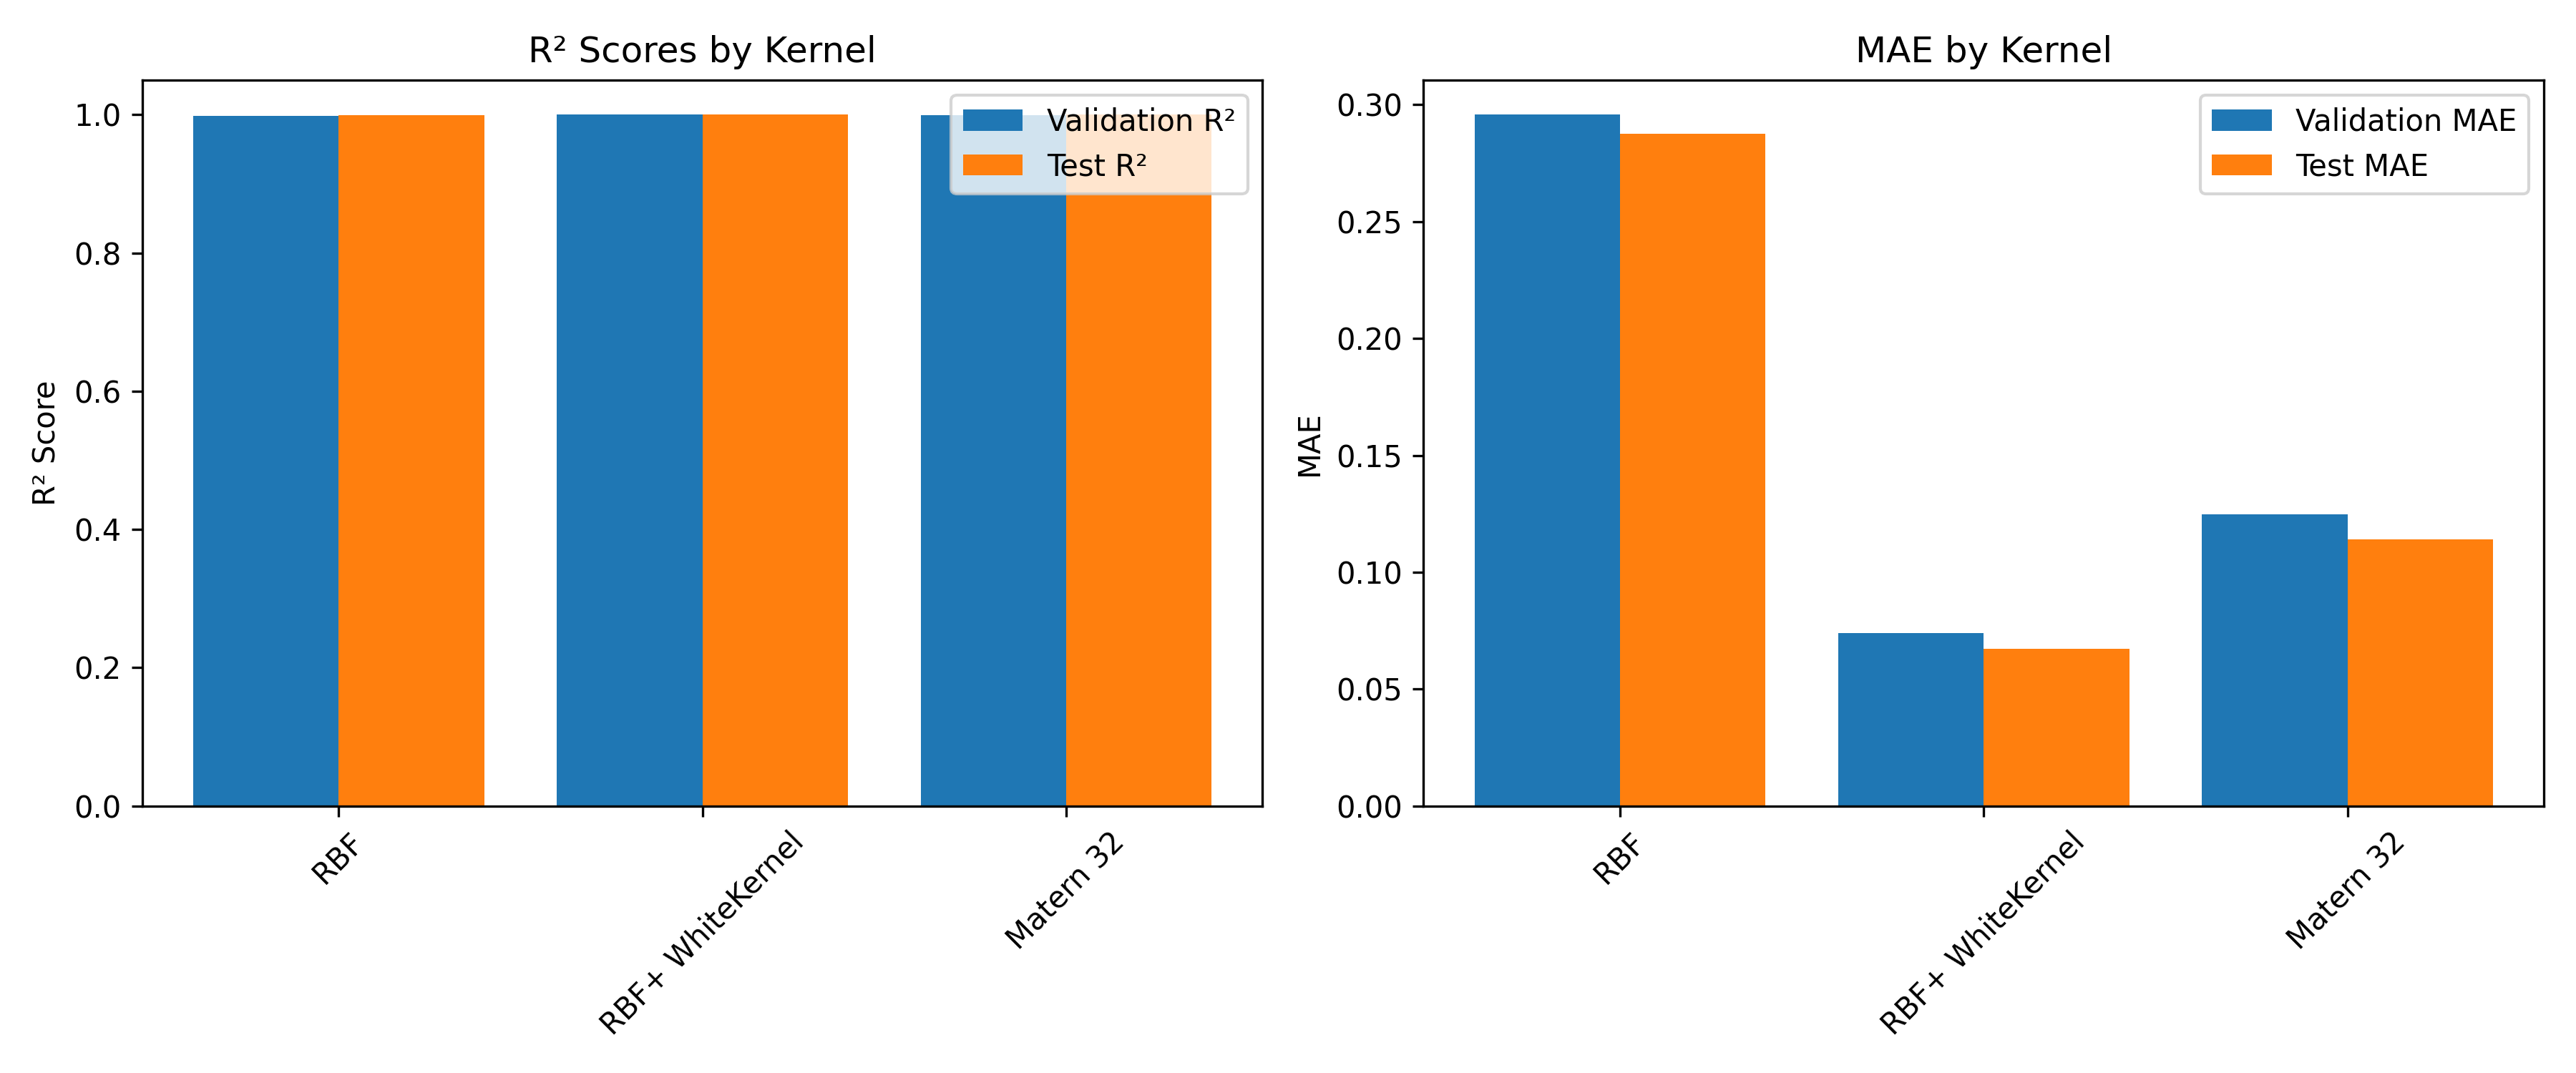 R² Scores by Kernel
1.0
0.8
0.6
0.4
0.2
0.0
R² Score
Validation R²
Test R²
RBF
RBF+ WhiteKernel
Matern 32
MAE by Kernel
0.30
0.25
0.20
0.15
0.10
0.05
0.00
MAE
Validation MAE
Test MAE
RBF
RBF+ WhiteKernel
Matern 32